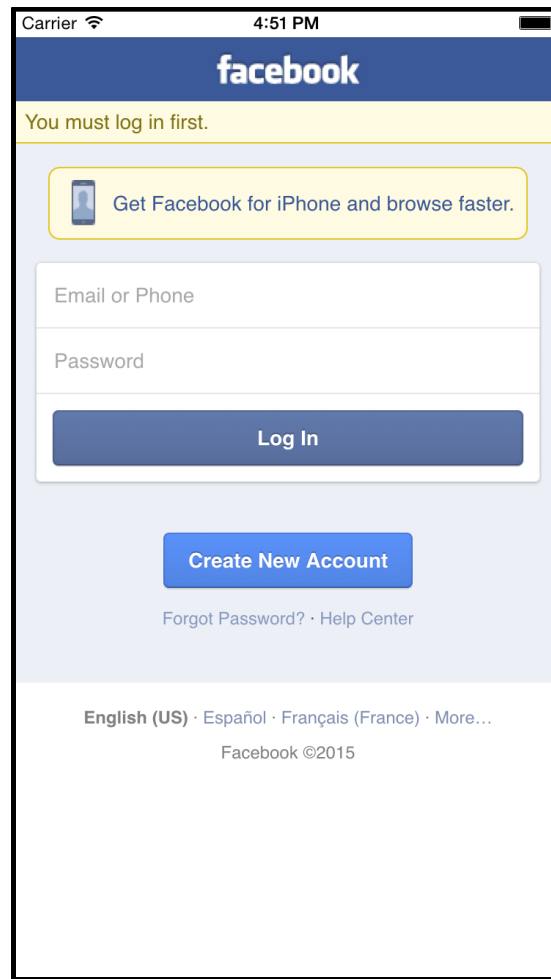 Carrier 4:51 PM
facebook
You must log in first.
Get Facebook for iPhone and browse faster.
Email or Phone
Password
Log In
Create New Account
Forgot Password? · Help Center
English (US) · Español · Français (France) · More…
Facebook ©2015